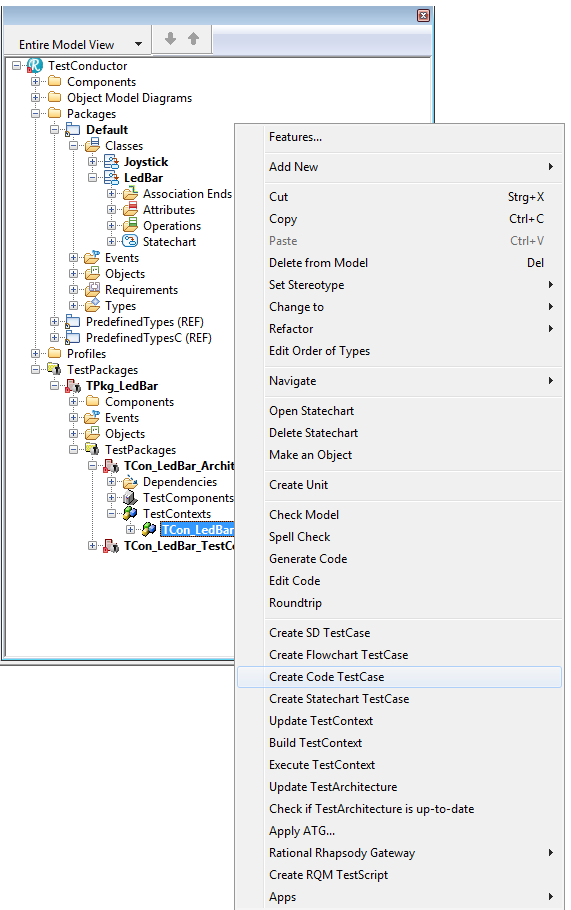 Entire Model View
TestConductor
Components
Object Model Diagrams
Packages
Default
Classes
Joystick
LedBar
Association Ends
Attributes
Operations
Statechart
Events
Objects
Requirements
Types
PredefinedTypes (REF)
PredefinedTypesC (REF)
Profiles
TestPackages
TPkg_LedBar
Components
Events
Objects
TestPackages
TCon_LedBar_Archit
Dependencies
TestComponents
TestContexts
TCon_LedBar
TCon_LedBar_TestCo
Features...
Add New
Cut Strg+X
Copy Ctrl+C
Paste Ctrl+V
Delete from Model Del
Set Stereotype
Change to
Refactor
Edit Order of Types
Navigate
Open Statechart
Delete Statechart
Make an Object
Create Unit
Check Model
Spell Check
Generate Code
Edit Code
Roundtrip
Create SD TestCase
Create Flowchart TestCase
Create Code TestCase
Create Statechart TestCase
Update TestContext
Build TestContext
Execute TestContext
Update TestArchitecture
Check if TestArchitecture is up-to-date
Apply ATG...
Rational Rhapsody Gateway
Create RQM TestScript
Apps